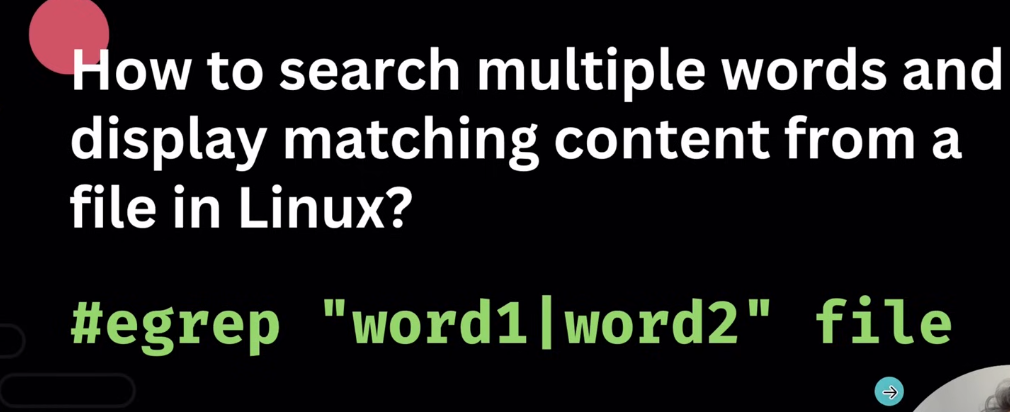 How to search multiple words and
display matching content from a
file in Linux?
#egrep "word1|word2" file